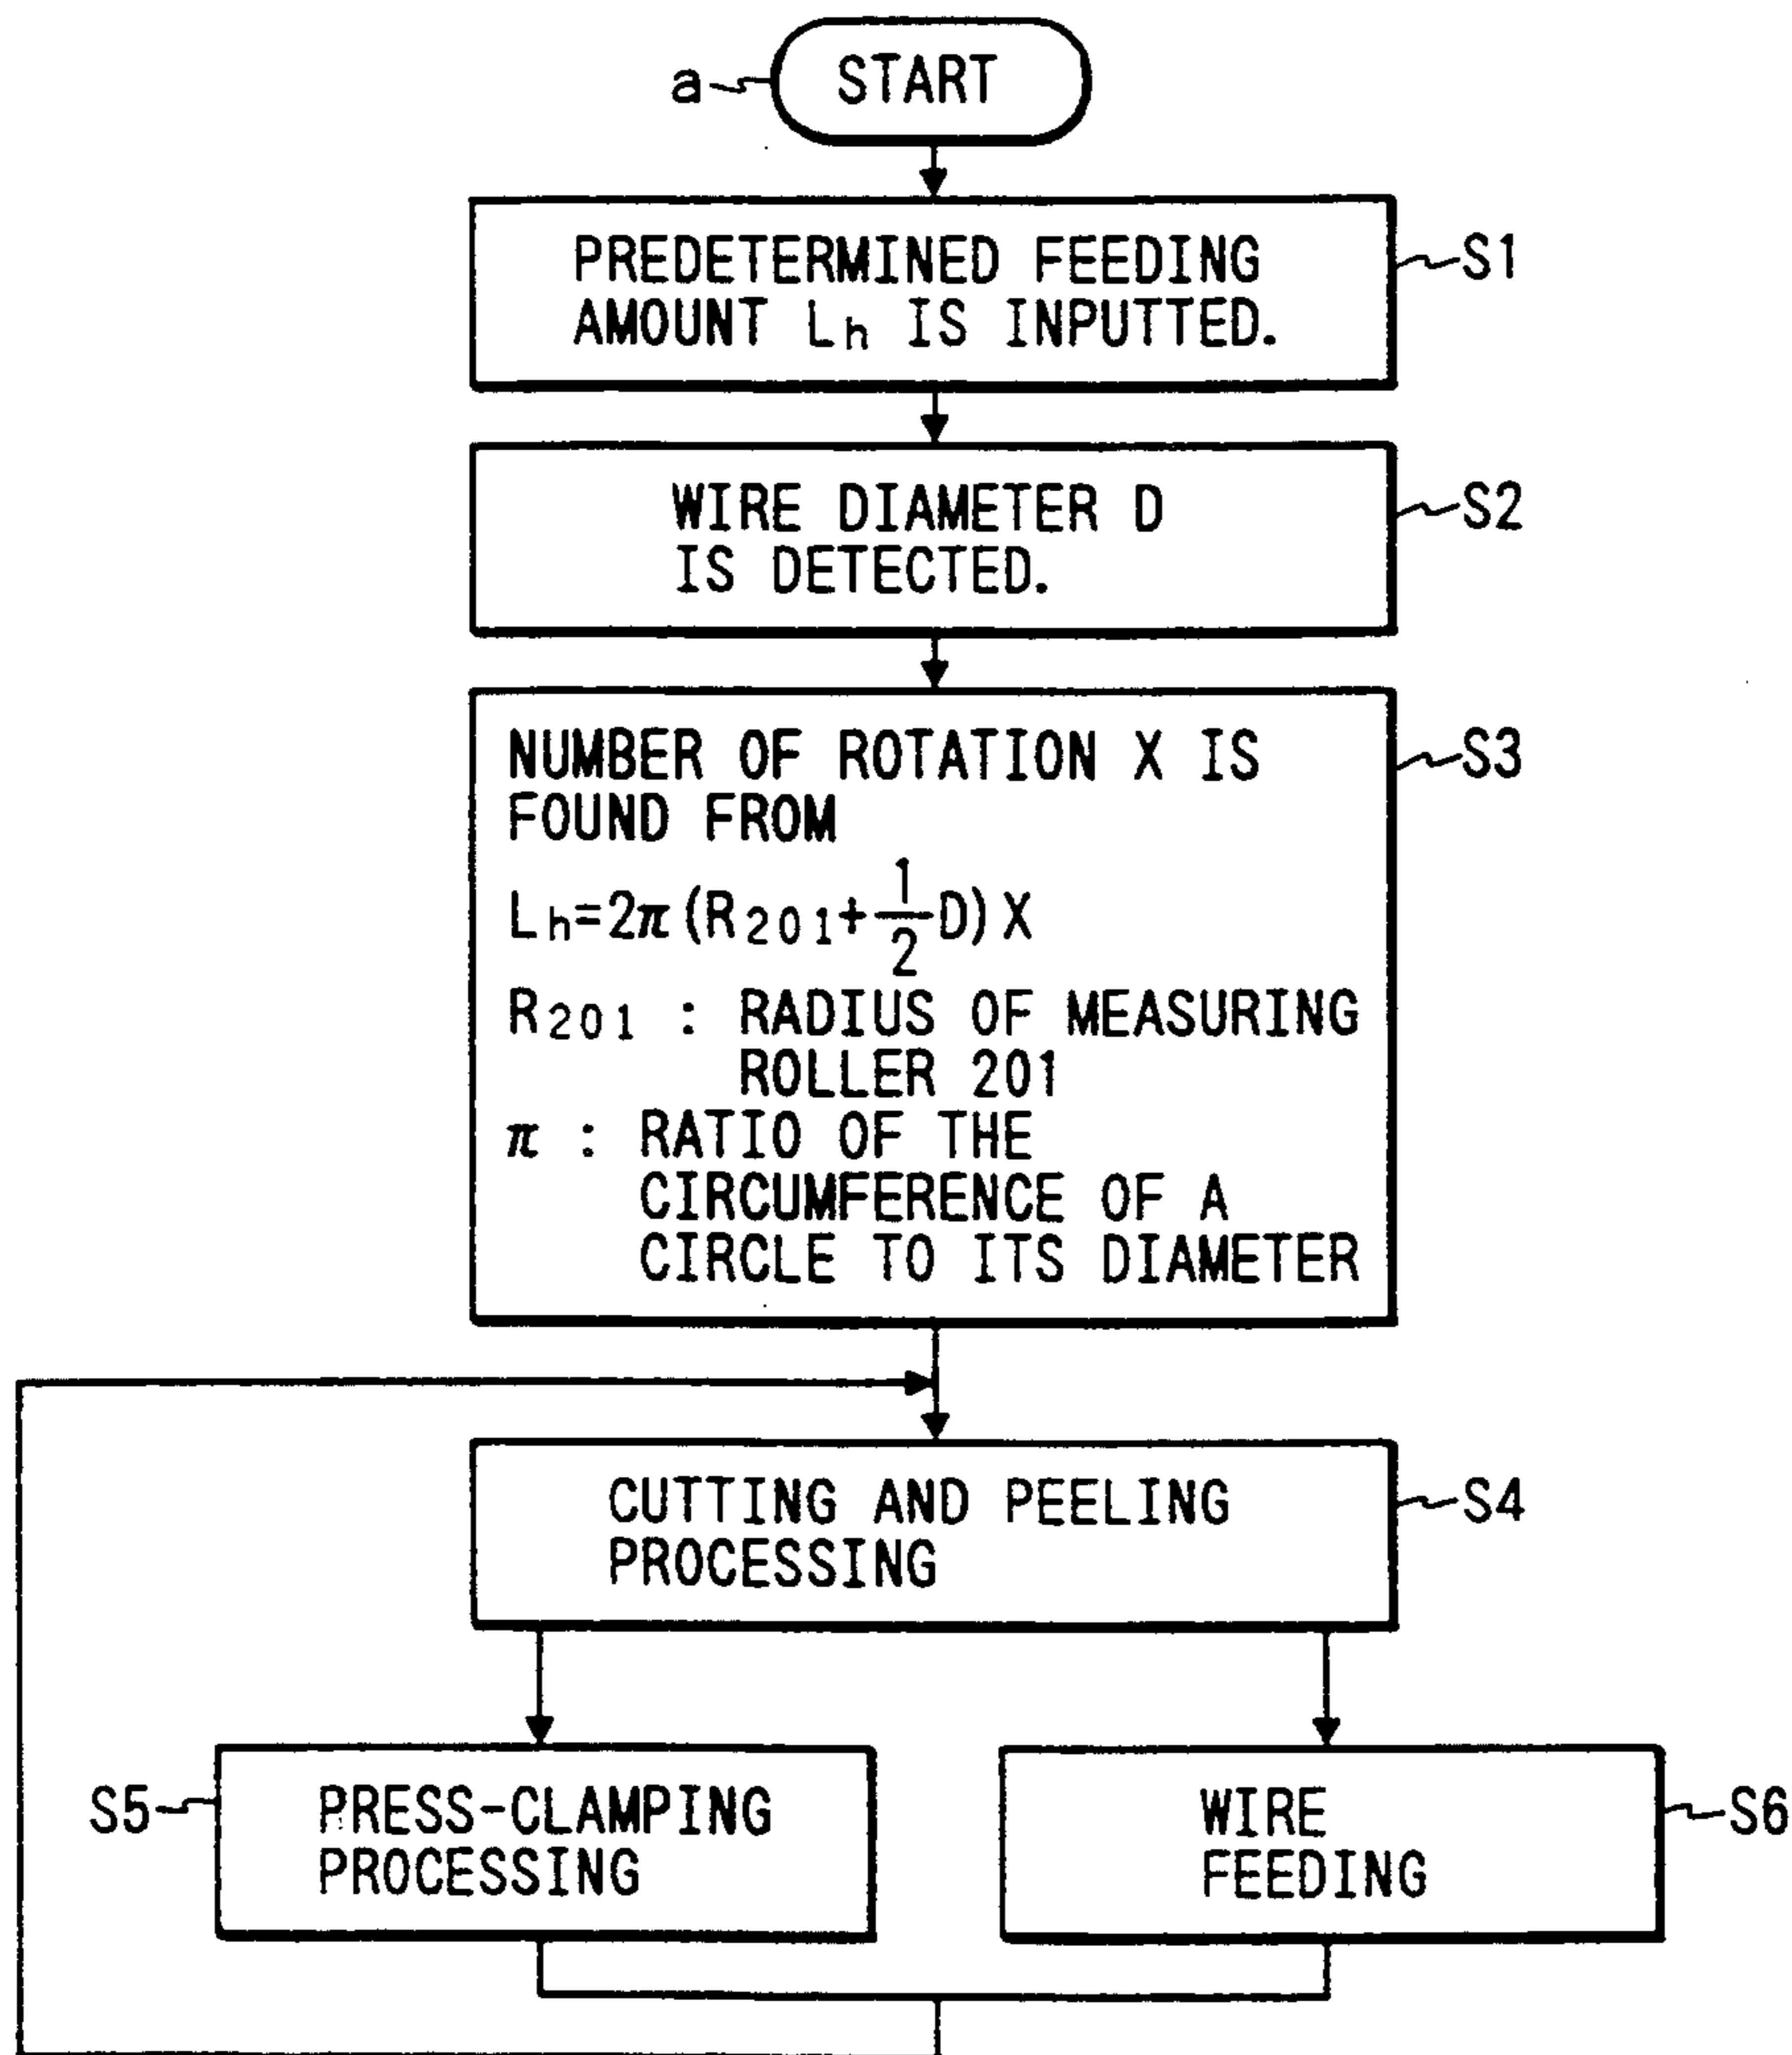 a START
PREDETERMINED FEEDING
AMOUNT Lh IS INPUTTED.
S1
WIRE DIAMETER D
IS DETECTED.
S2
NUMBER OF ROTATION X IS
FOUND FROM
Lh=2π(R201+1/2D)X
R201 : RADIUS OF MEASURING
ROLLER 201
π : RATIO OF THE
CIRCUMFERENCE OF A
CIRCLE TO ITS DIAMETER
S3
CUTTING AND PEELING
PROCESSING
S4
S5
PRESS-CLAMPING
PROCESSING
WIRE
FEEDING
S6